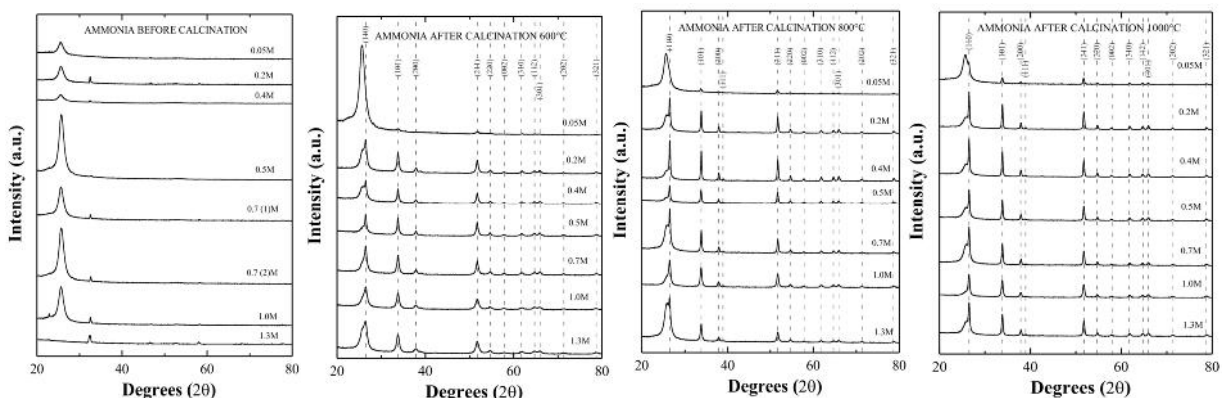 AMMONIA BEFORE CALCINATION
0.05M
0.2M
0.4M
0.5M
0.7 (1)M
0.7 (2)M
1.0M
1.3M
20 40 60 80
Degrees (2θ)
Intensity (a.u.)
AMMONIA AFTER CALCINATION 600°C
(110)
(101)
(200)
(211)
(220)
(002)
(310)
(112)
(301)
(202)
(321)
0.05M
0.2M
0.4M
0.5M
0.7M
1.0M
1.3M
20 40 60 80
Degrees (2θ)
Intensity (a.u.)
AMMONIA AFTER CALCINATION 800°C
(110)
(101)
(200)
(111)
(211)
(220)
(002)
(310)
(112)
(301)
(202)
(321)
0.05M
0.2M
0.4M
0.5M
0.7M
1.0M
1.3M
20 40 60 80
Degrees (2θ)
Intensity (a.u.)
AMMONIA AFTER CALCINATION 1000°C
(110)
(101)
(200)
(111)
(220)
(002)
(202)
(321)
0.05M
0.2M
0.4M
0.5M
0.7M
1.0M
1.3M
20 40 60 80
Degrees (2θ)
Intensity (a.u.)